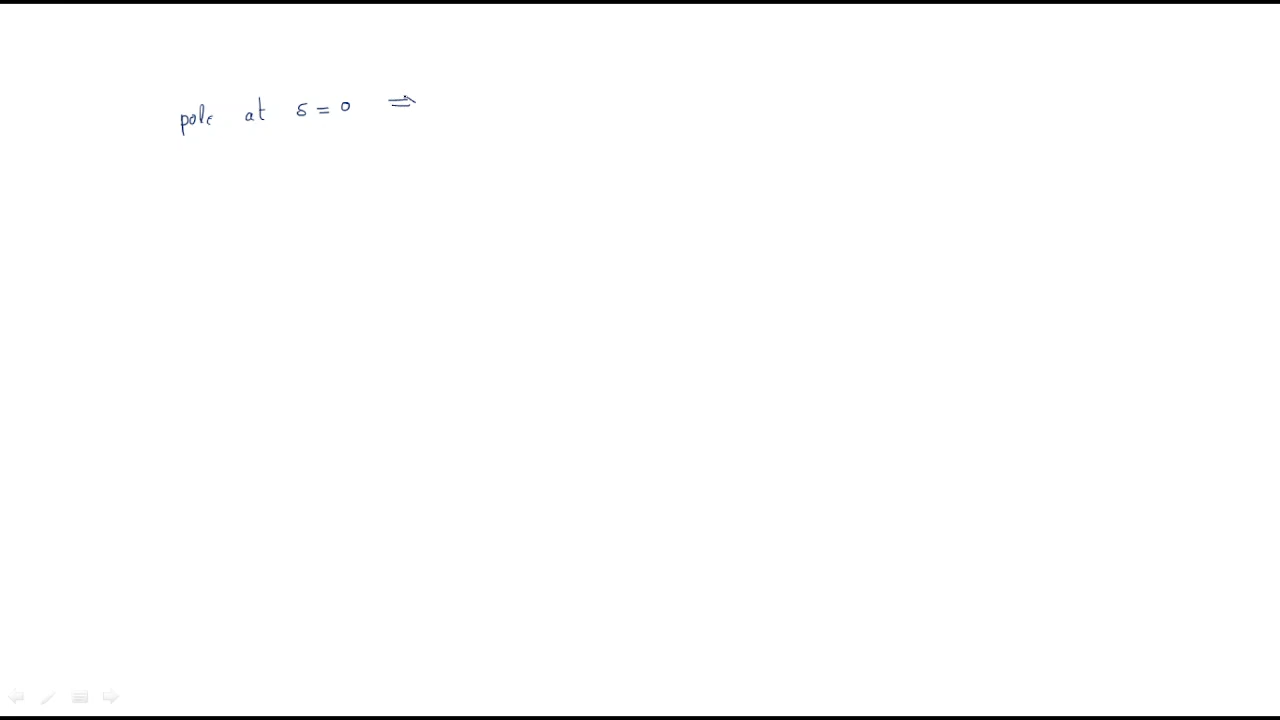 pole at s = 0 ⇒